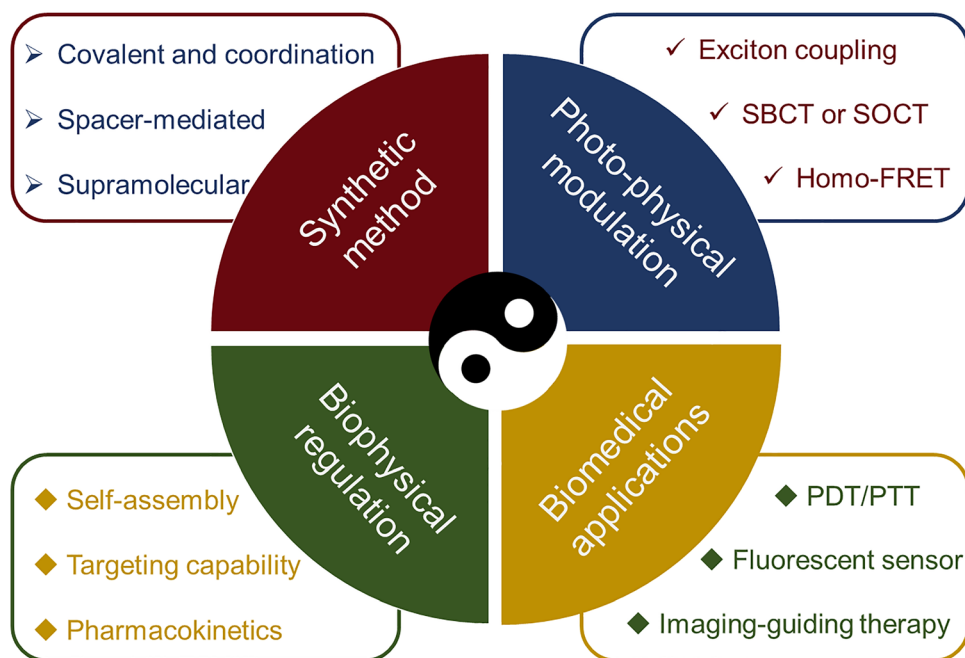 Covalent and coordination
Spacer-mediated
Supramolecular
Synthetic
method
Exciton coupling
SBCT or SOCT
Homo-FRET
Photo-physical
modulation
Self-assembly
Targeting capability
Pharmacokinetics
Biophysical
regulation
PDT/PTT
Fluorescent sensor
Imaging-guiding therapy
Biomedical
applications